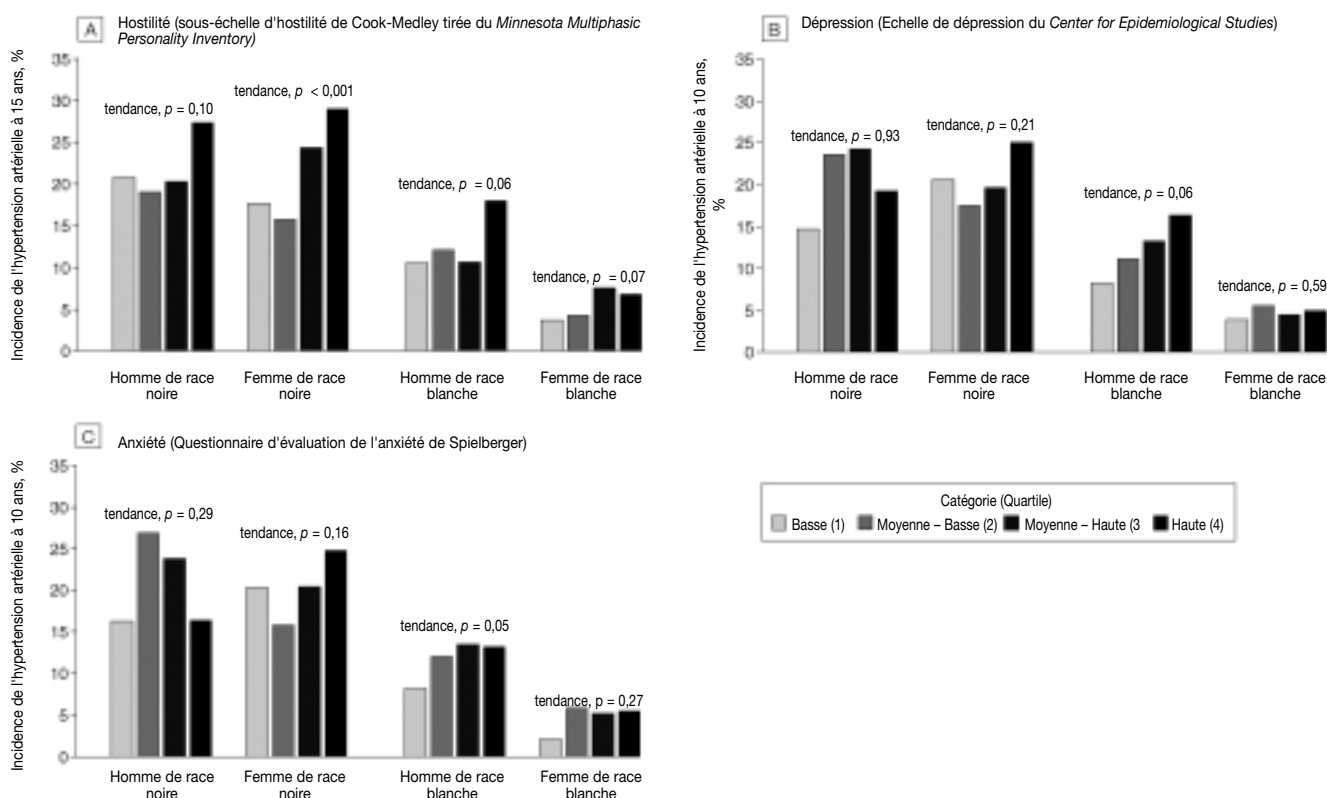 A
Hostilité (sous-échelle d'hostilité de Cook-Medley tirée du Minnesota Multiphasic
Personality Inventory)
Incidence de l'hypertension artérielle à 15 ans, %
35
30
25
20
15
10
5
0
tendance, p = 0,10
tendance, p < 0,001
tendance, p = 0,06
tendance, p = 0,07
Homme de race
noire
Femme de race
noire
Homme de race
blanche
Femme de race
blanche
B
Dépression (Echelle de dépression du Center for Epidemiological Studies)
Incidence de l'hypertension artérielle à 10 ans,
%
35
30
25
20
15
10
5
0
tendance, p = 0,93
tendance, p = 0,21
tendance, p = 0,06
tendance, p = 0,59
Homme de race
noire
Femme de race
noire
Homme de race
blanche
Femme de race
blanche
C
Anxiété (Questionnaire d'évaluation de l'anxiété de Spielberger)
Incidence de l'hypertension artérielle à 10 ans, %
35
30
25
20
15
10
5
0
tendance, p = 0,29
tendance, p = 0,16
tendance, p = 0,05
tendance, p = 0,27
Homme de race
noire
Femme de race
noire
Homme de race
blanche
Femme de race
blanche
Catégorie (Quartile)
Basse (1) Moyenne – Basse (2) Moyenne – Haute (3 Haute (4)